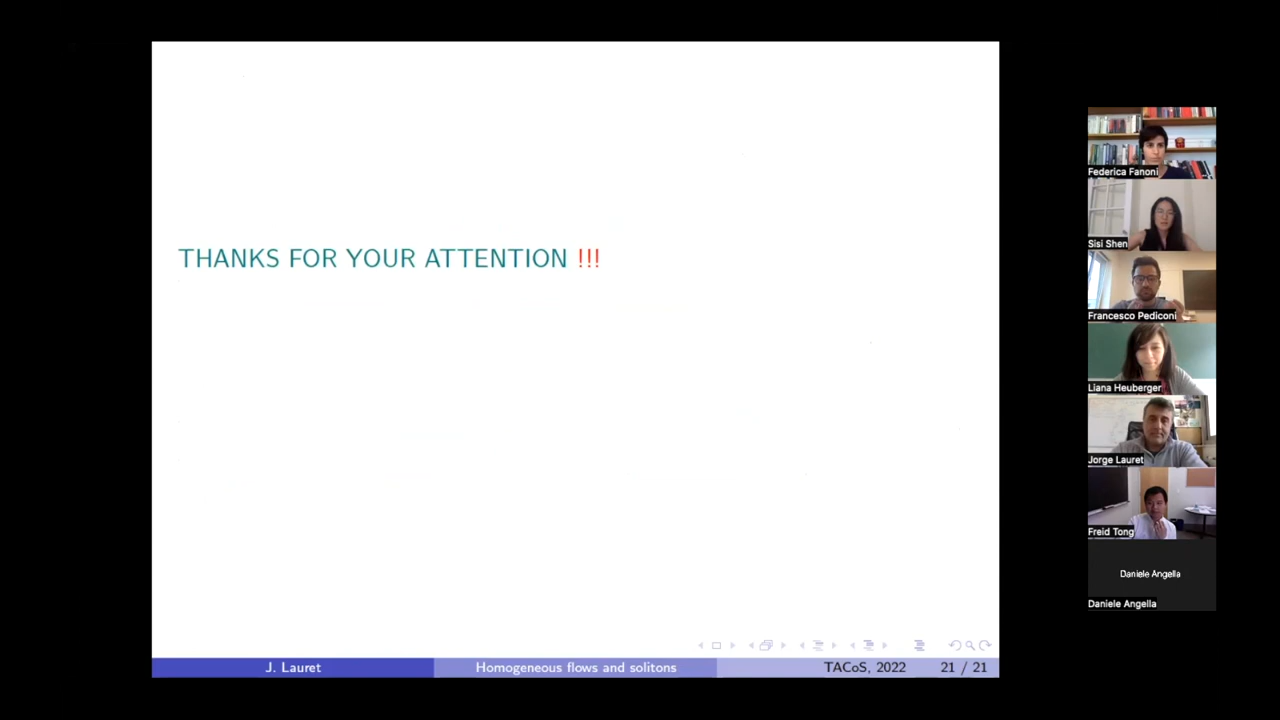 THANKS FOR YOUR ATTENTION !!!
J. Lauret
Homogeneous flows and solitons
TACoS, 2022
21 / 21
Federica Fanoni
Sisi Shen
Francesco Pediconi
Liana Heuberger
Jorge Lauret
Freid Tong
Daniele Angella
Daniele Angella